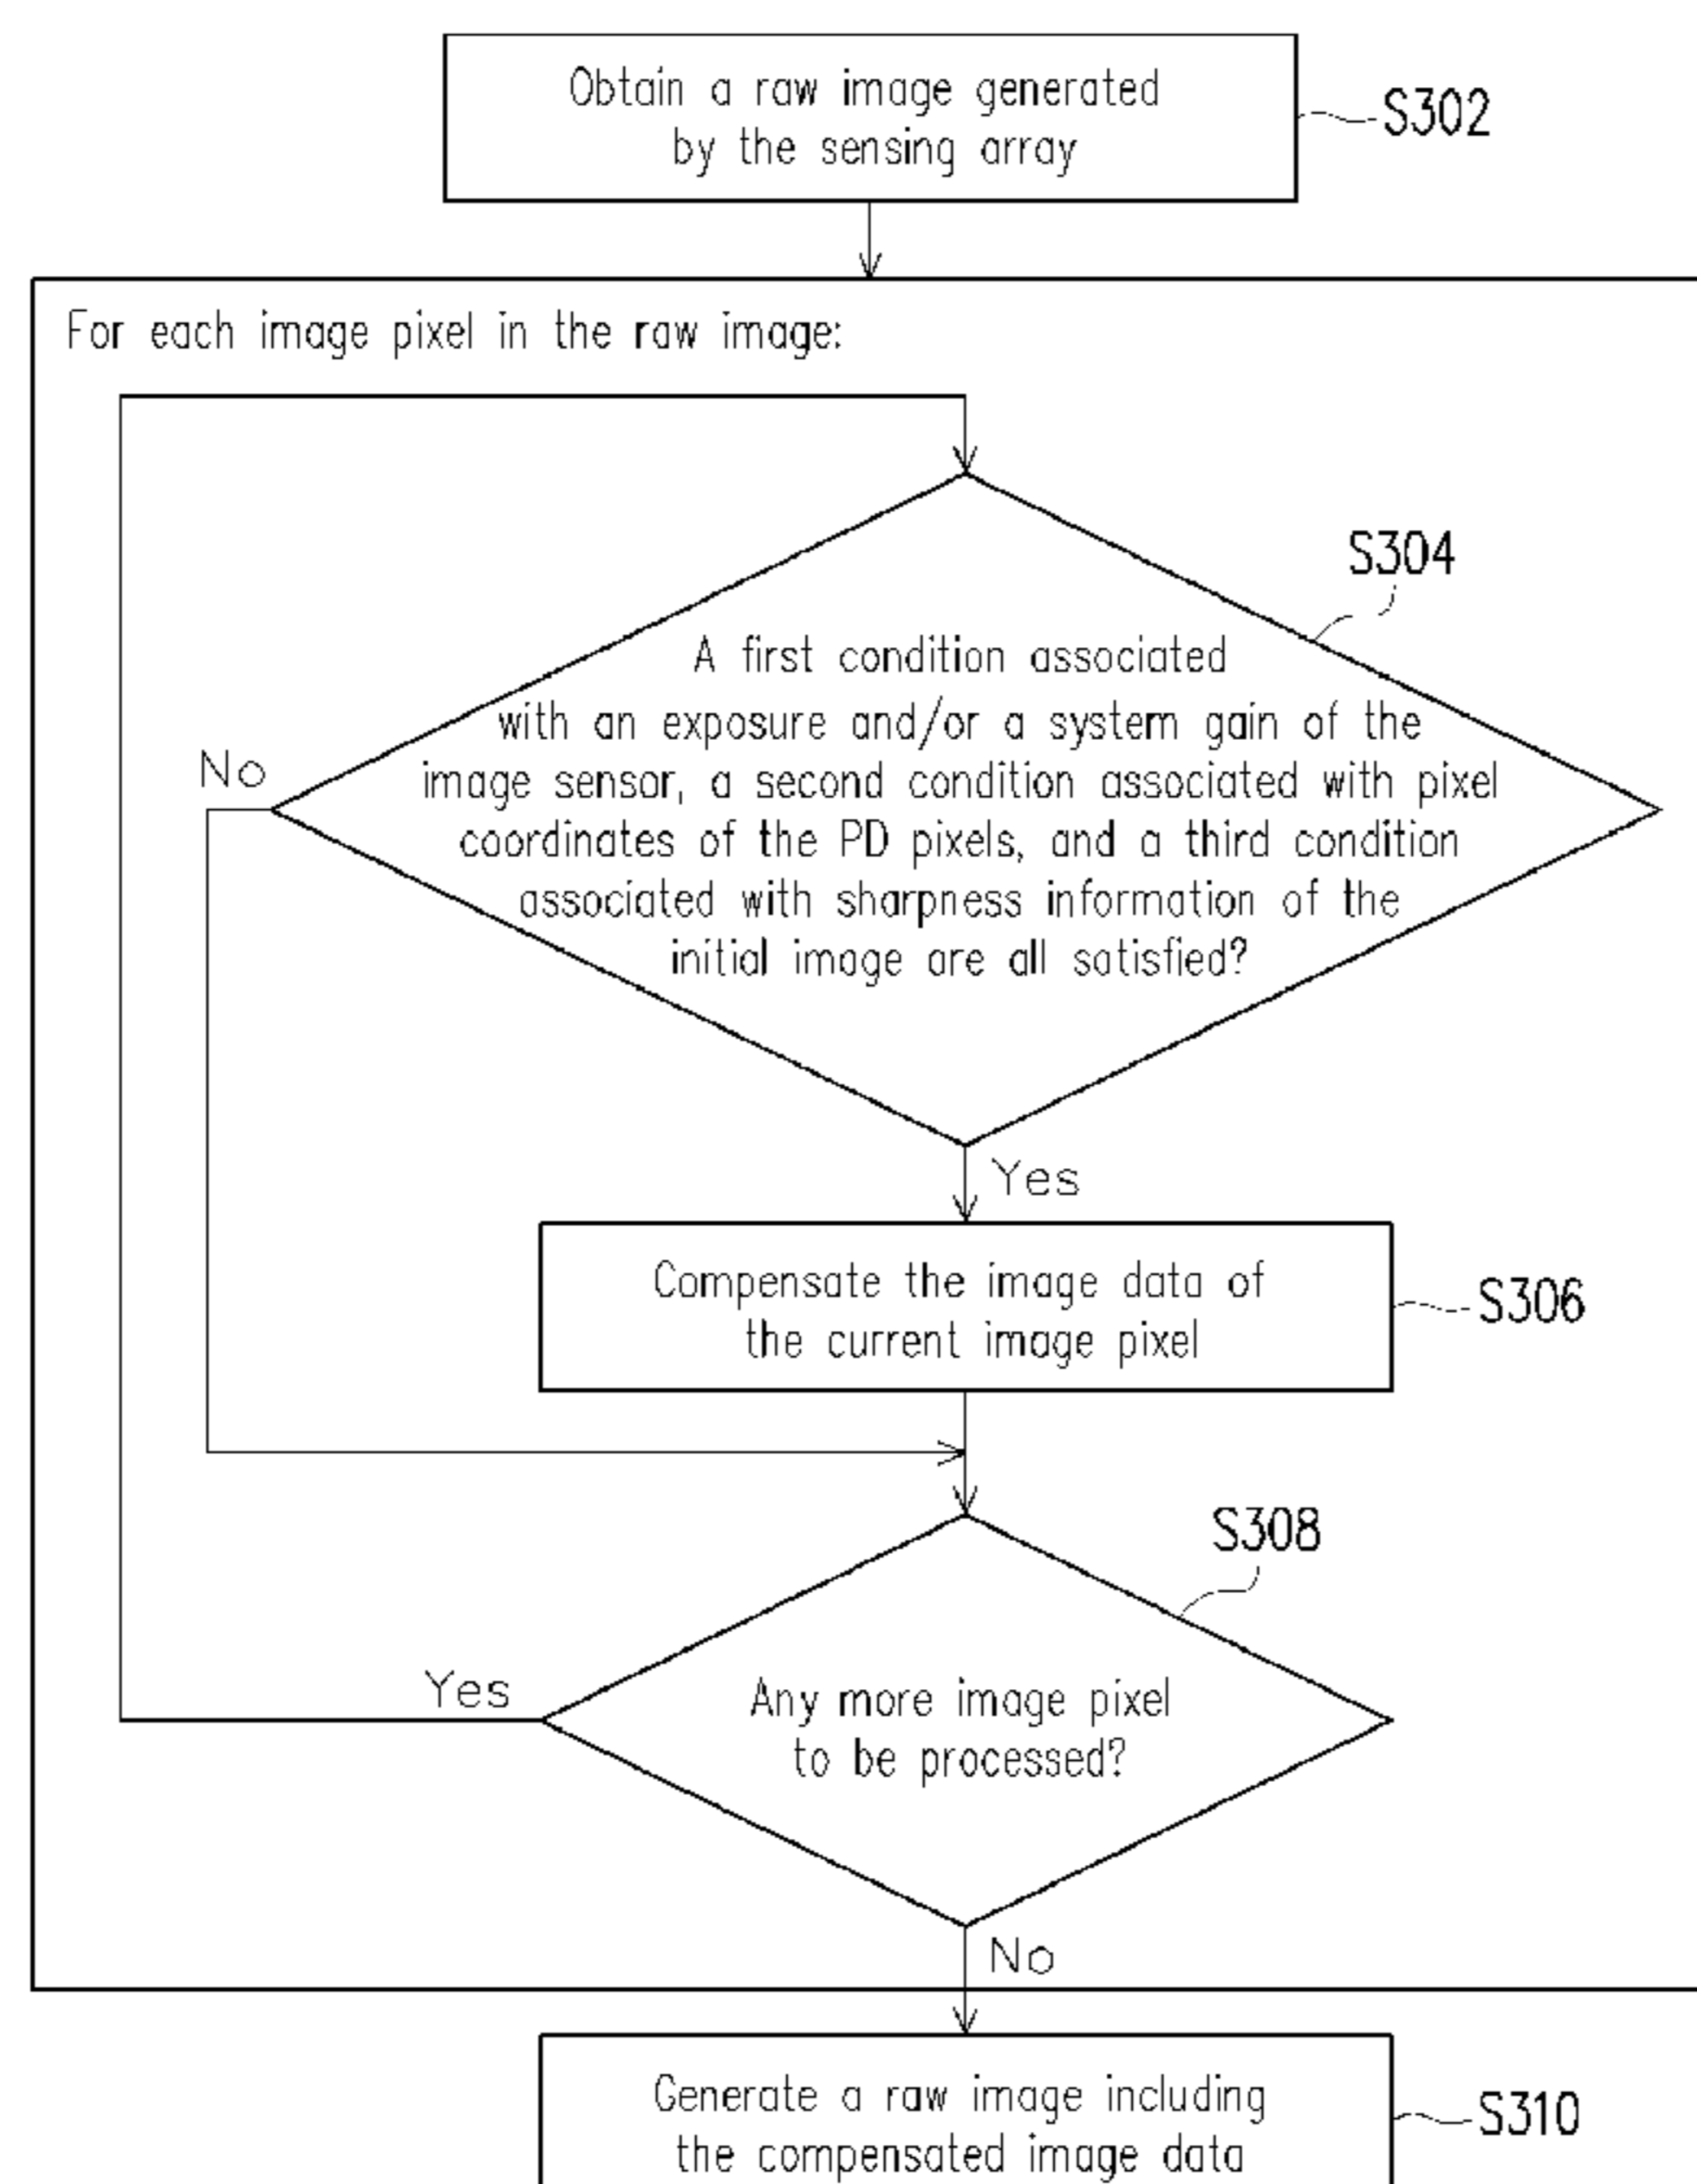 Obtain a raw image generated
by the sensing array
S302
For each image pixel in the raw image:
S304
A first condition associated
with an exposure and/or a system gain of the
image sensor, a second condition associated with pixel
coordinates of the PD pixels, and a third condition
associated with sharpness information of the
initial image are all satisfied?
No
Yes
Compensate the image data of
the current image pixel
S306
S308
Any more image pixel
to be processed?
Yes
No
Generate a raw image including
the compensated image data
S310